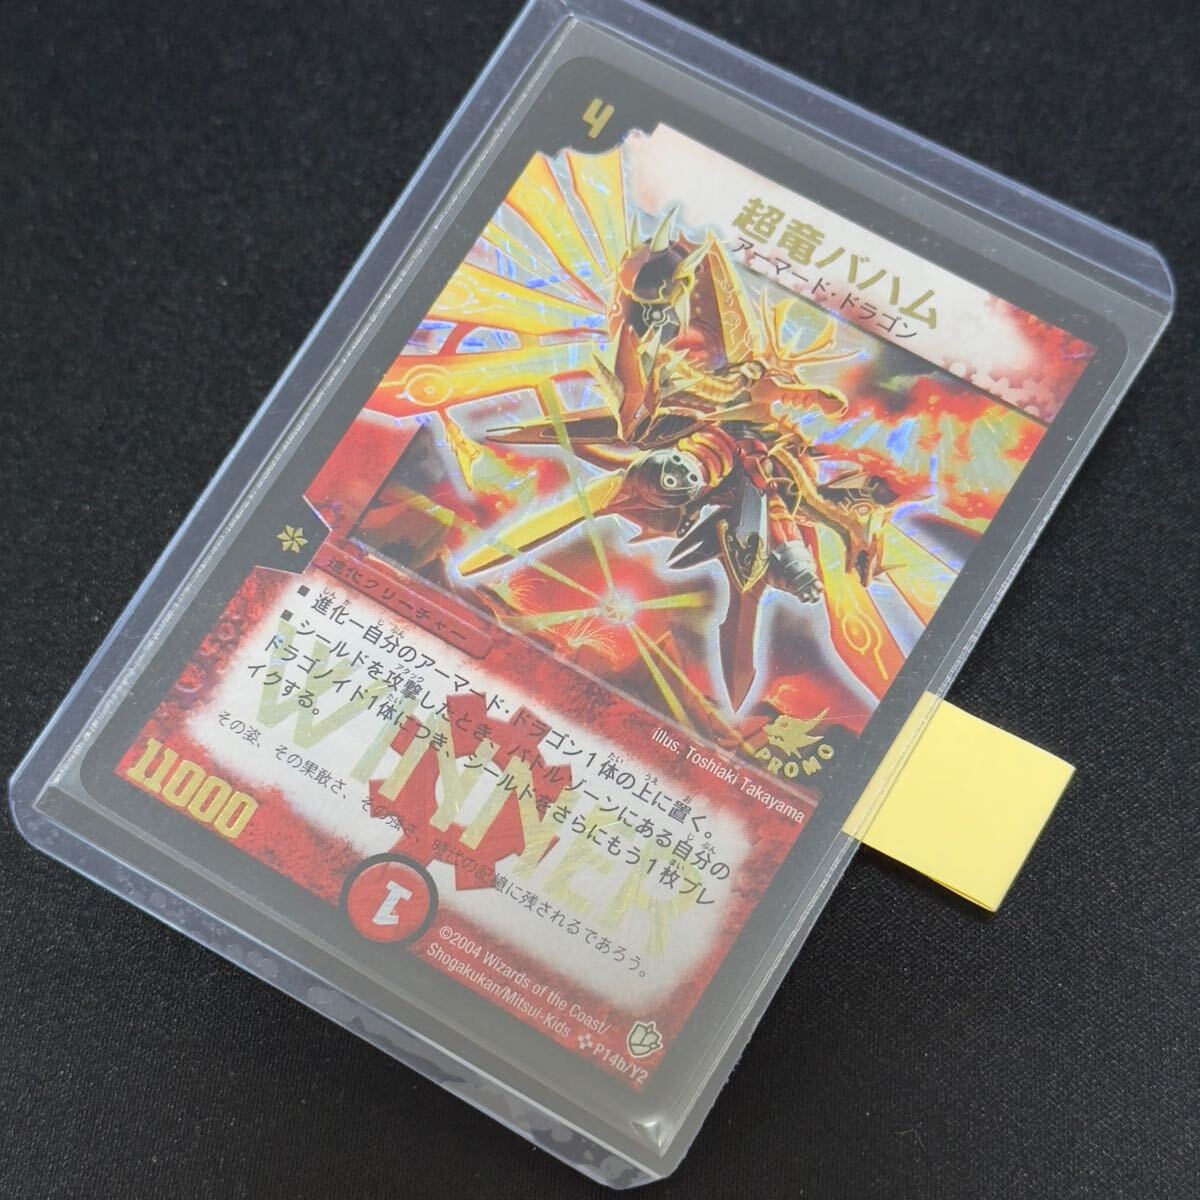 4
超竜バハム
アーマード・ドラゴン
進化クリーチャー
illus. Toshiaki Takayama
PROMO
■ 進化ー自分のアーマード・ドラゴン1体の上に置く。
■ シールドを攻撃したとき、バトルゾーンにある自分の
ドラゴノイド1体につき、シールドをさらにもう1枚ブレ
イクする。
その姿、その果敢さ、その強さ、時代の記憶に残されるであろう。
WINNER
11000
1
©2004 Wizards of the Coast/
Shogakukan/Mitsui-Kids
P14b/Y2